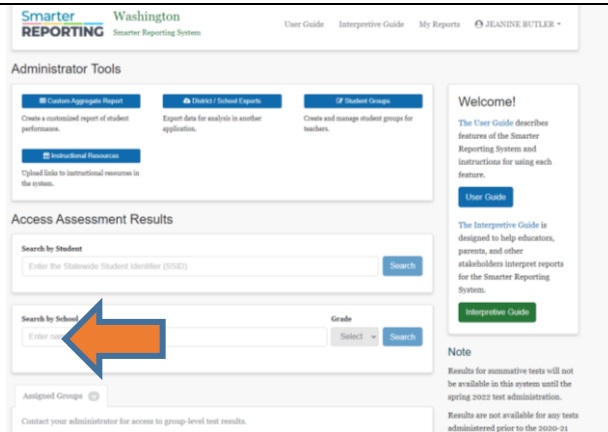 Smarter
REPORTING
Washington
Smarter Reporting System
User Guide
Interpretive Guide
My Reports
JEANINE BUTLER
Administrator Tools
Custom Aggregate Report
Create a customized report of student
performance.
District / School Exports
Export data for analysis in another
application.
Student Groups
Create and manage student groups for
teachers.
Instructional Resources
Upload links to instructional resources in
the system.
Access Assessment Results
Search by Student
Enter the Statewide Student Identifier (SSID)
Search
Search by School
Enter
Grade
Select
Search
Assigned Groups
Contact your administrator for access to group-level test results.
Welcome!
The User Guide describes
features of the Smarter
Reporting System and
instructions for using each
feature.
User Guide
The Interpretive Guide is
designed to help educators,
parents, and other
stakeholders interpret reports
for the Smarter Reporting
System.
Interpretive Guide
Note
Results for summative tests will not
be available in this system until the
spring 2022 test administration.
Results are not available for any tests
administered prior to the 2020-21